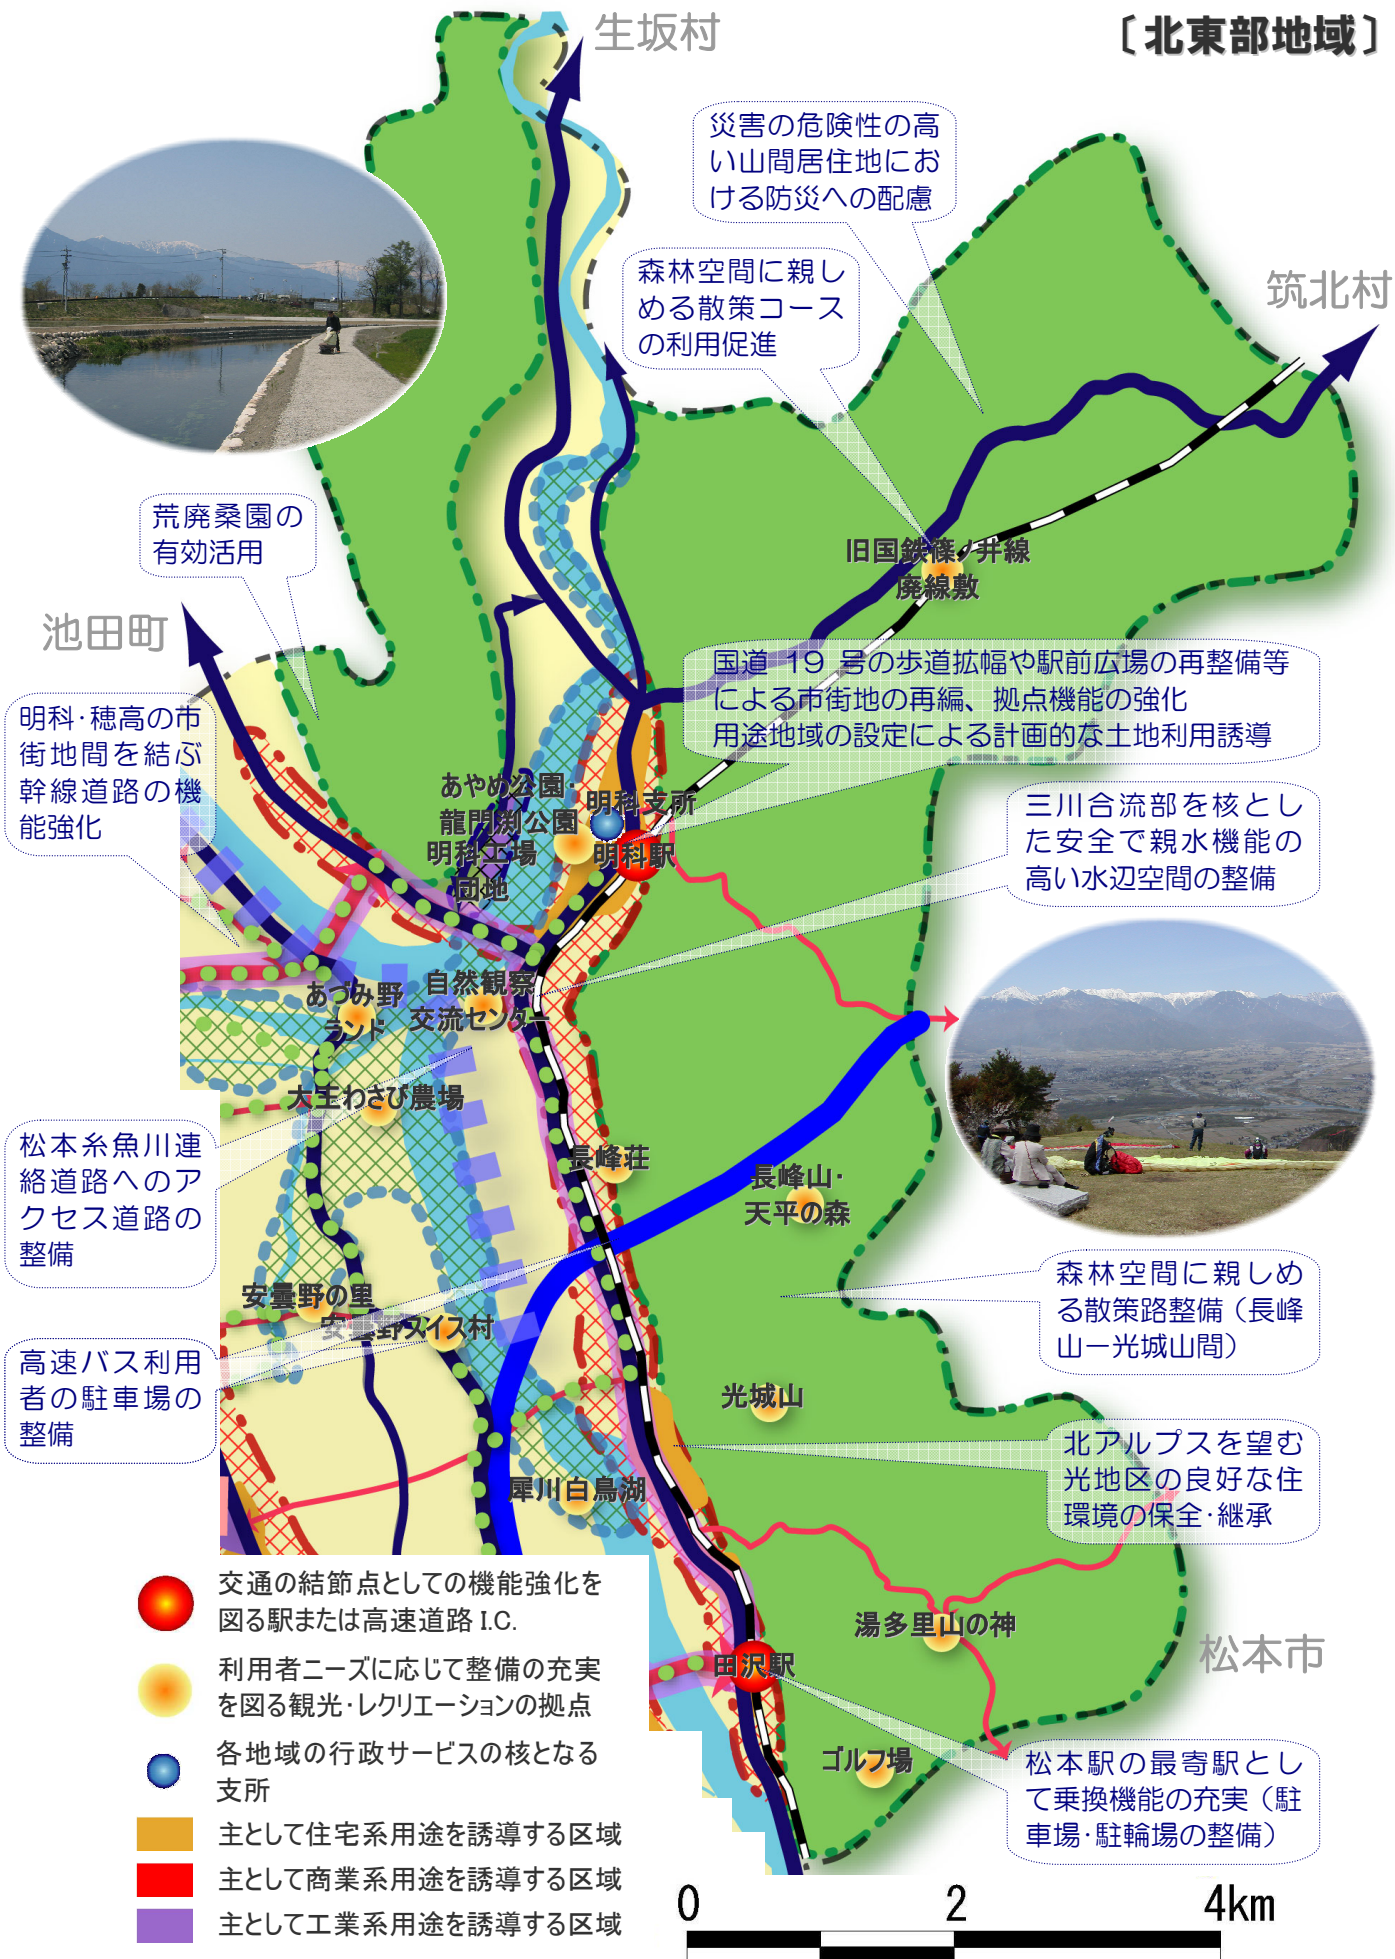 〔北東部地域〕
生坂村
災害の危険性の高
い山間居住地にお
ける防災への配慮
森林空間に親し
める散策コース
の利用促進
筑北村
荒廃桑園の
有効活用
旧国鉄篠ノ井線
廃線敷
池田町
国道 19 号の歩道拡幅や駅前広場の再整備等
による市街地の再編、拠点機能の強化
用途地域の設定による計画的な土地利用誘導
明科・穂高の市
街地間を結ぶ
幹線道路の機
能強化
あやめ公園・
龍門渕公園
明科支所
明科駅
明科工場
団地
三川合流部を核とし
た安全で親水機能の
高い水辺空間の整備
あづみ野
ランド
自然観察
交流センター
大王わさび農場
松本糸魚川連
絡道路へのア
クセス道路の
整備
長峰荘
長峰山・
天平の森
安曇野の里
安曇野スイス村
森林空間に親しめ
る散策路整備（長峰
山ー光城山間）
高速バス利用
者の駐車場の
整備
光城山
北アルプスを望む
光地区の良好な住
環境の保全・継承
犀川白鳥湖
湯多里山の神
松本市
田沢駅
ゴルフ場
松本駅の最寄駅とし
て乗換機能の充実（駐
車場・駐輪場の整備）
交通の結節点としての機能強化を
図る駅または高速道路 I.C.
利用者ニーズに応じて整備の充実
を図る観光・レクリエーションの拠点
各地域の行政サービスの核となる
支所
主として住宅系用途を誘導する区域
主として商業系用途を誘導する区域
主として工業系用途を誘導する区域
0 2 4km